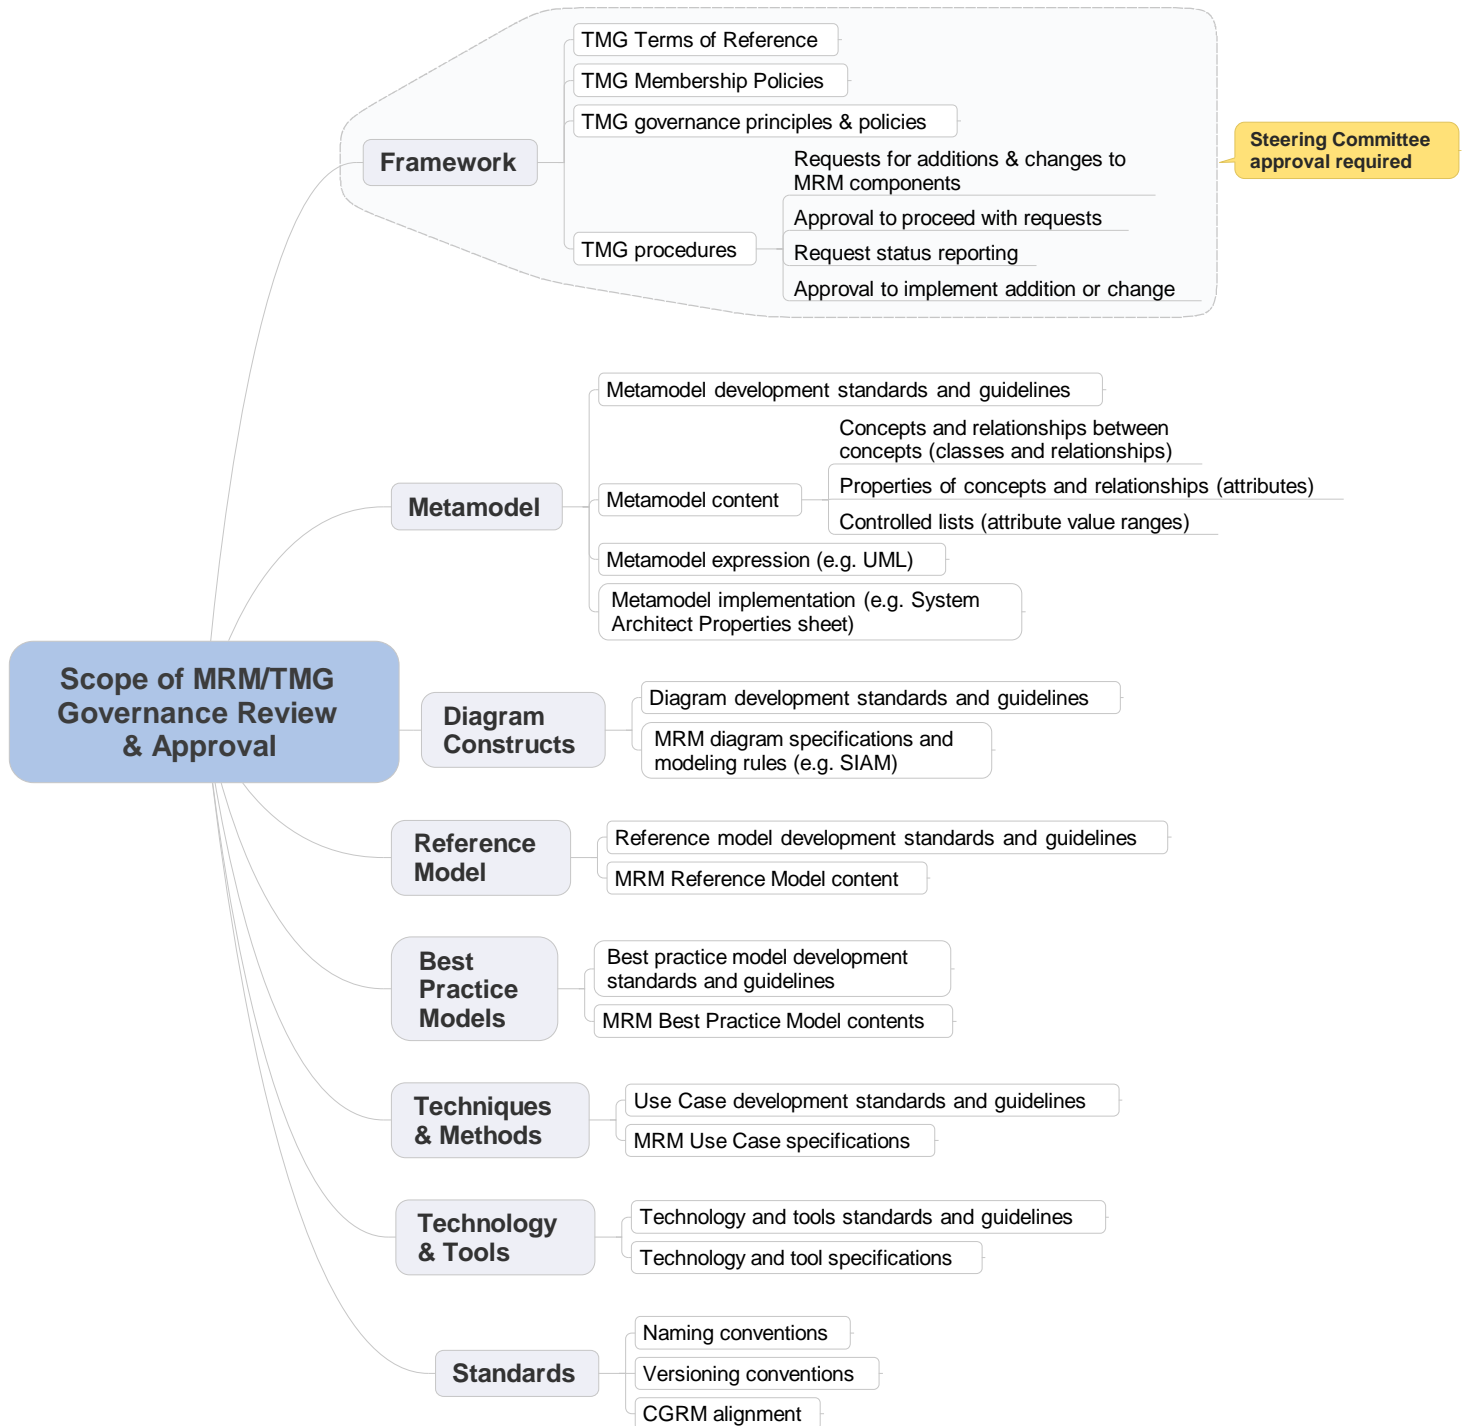 TMG Terms of Reference
TMG Membership Policies
TMG governance principles & policies
Framework
Requests for additions & changes to
MRM components
Approval to proceed with requests
TMG procedures
Request status reporting
Approval to implement addition or change
Steering Committee
approval required
Metamodel development standards and guidelines
Concepts and relationships between
concepts (classes and relationships)
Metamodel
Metamodel content
Properties of concepts and relationships (attributes)
Controlled lists (attribute value ranges)
Metamodel expression (e.g. UML)
Metamodel implementation (e.g. System
Architect Properties sheet)
Scope of MRM/TMG
Governance Review
& Approval
Diagram
Constructs
Diagram development standards and guidelines
MRM diagram specifications and
modeling rules (e.g. SIAM)
Reference
Model
Reference model development standards and guidelines
MRM Reference Model content
Best
Practice
Models
Best practice model development
standards and guidelines
MRM Best Practice Model contents
Techniques
& Methods
Use Case development standards and guidelines
MRM Use Case specifications
Technology
& Tools
Technology and tools standards and guidelines
Technology and tool specifications
Standards
Naming conventions
Versioning conventions
CGRM alignment